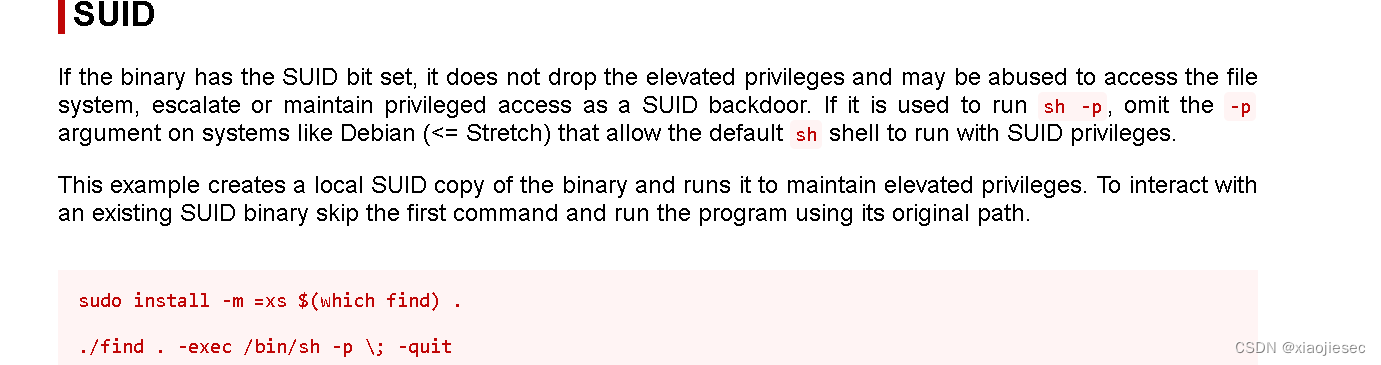 SUID
If the binary has the SUID bit set, it does not drop the elevated privileges and may be abused to access the file
system, escalate or maintain privileged access as a SUID backdoor. If it is used to run sh -p, omit the -p
argument on systems like Debian (<= Stretch) that allow the default sh shell to run with SUID privileges.
This example creates a local SUID copy of the binary and runs it to maintain elevated privileges. To interact with
an existing SUID binary skip the first command and run the program using its original path.
sudo install -m =xs $(which find) .
./find . -exec /bin/sh -p \; -quit
CSDN @xiaojiesec